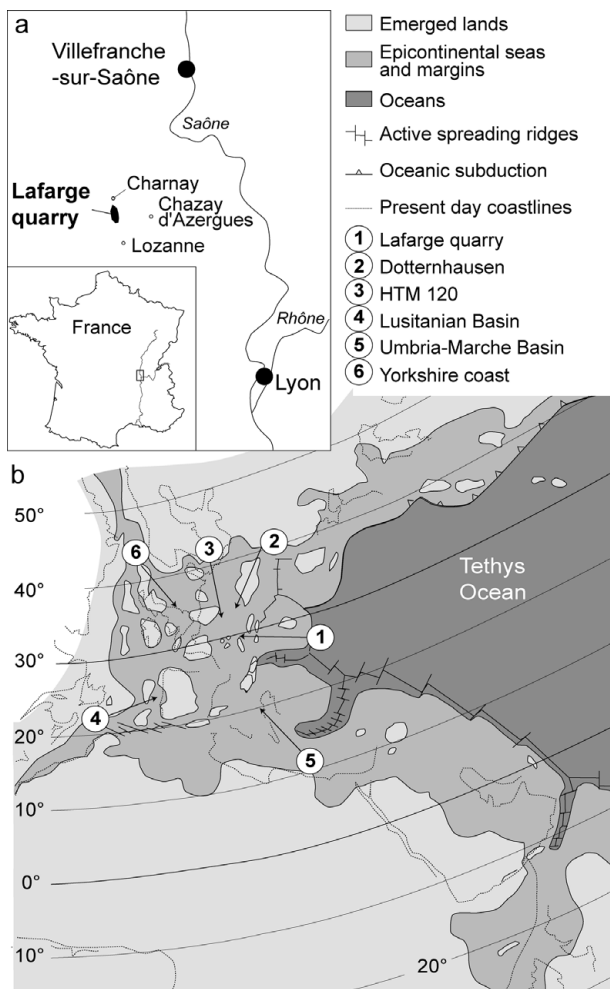 a
Villefranche
-sur-Saône
Saône
Lafarge
quarry
Charnay
Chazay
d'Azergues
Lozanne
France
Rhône
Lyon
Emerged lands
Epicontinental seas
and margins
Oceans
Active spreading ridges
Oceanic subduction
Present day coastlines
1 Lafarge quarry
2 Dotternhausen
3 HTM 120
4 Lusitanian Basin
5 Umbria-Marche Basin
6 Yorkshire coast
b
50°
40°
30°
20°
10°
0°
10°
20°
6
3
2
1
4
5
Tethys
Ocean